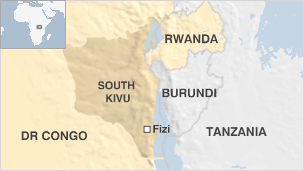 RWANDA
SOUTH
KIVU
BURUNDI
Fizi
DR CONGO
TANZANIA